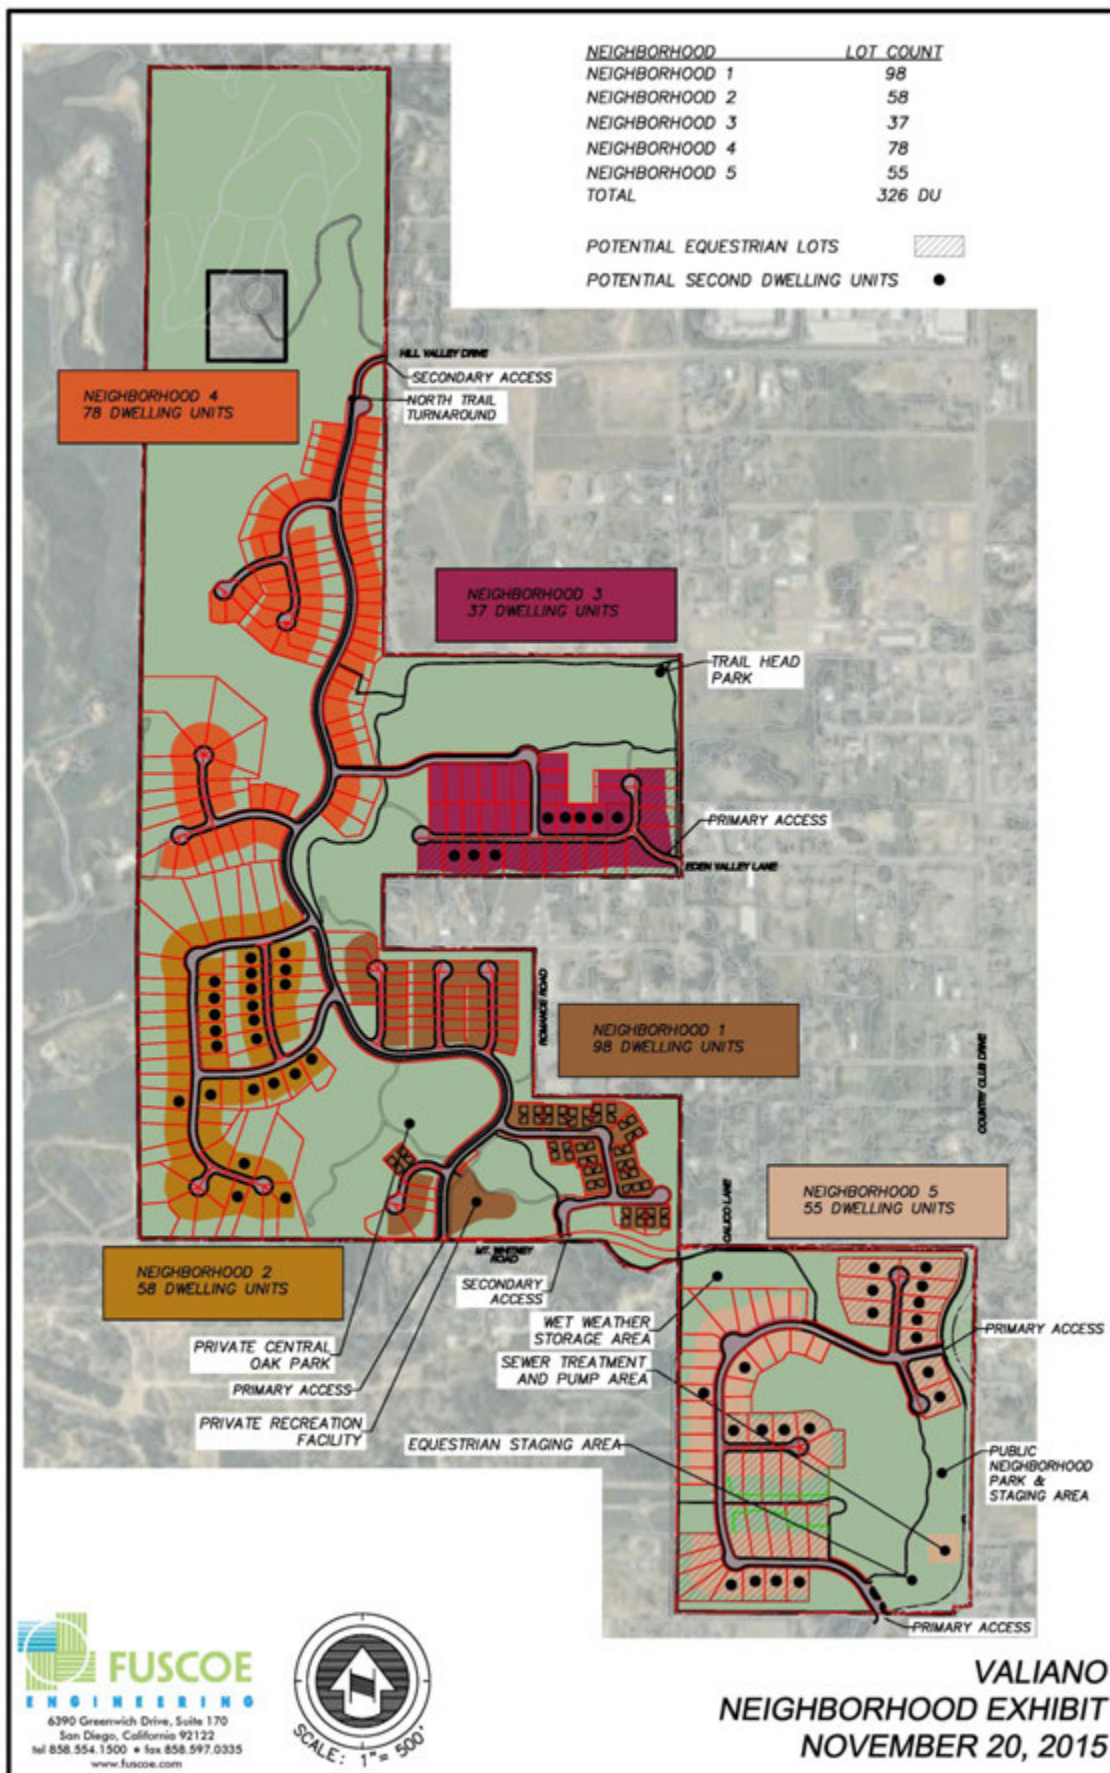 NEIGHBORHOOD LOT COUNT
NEIGHBORHOOD 1 98
NEIGHBORHOOD 2 58
NEIGHBORHOOD 3 37
NEIGHBORHOOD 4 78
NEIGHBORHOOD 5 55
TOTAL 326 DU
POTENTIAL EQUESTRIAN LOTS
POTENTIAL SECOND DWELLING UNITS
HILL VALLEY DRIVE
SECONDARY ACCESS
NORTH TRAIL
TURNAROUND
NEIGHBORHOOD 4
78 DWELLING UNITS
NEIGHBORHOOD 3
37 DWELLING UNITS
TRAIL HEAD
PARK
PRIMARY ACCESS
EDEN VALLEY LANE
ROMANCE ROAD
NEIGHBORHOOD 1
98 DWELLING UNITS
COUNTRY CLUB DRIVE
CALICO LANE
NEIGHBORHOOD 5
55 DWELLING UNITS
NEIGHBORHOOD 2
58 DWELLING UNITS
MT. WHITNEY
ROAD
SECONDARY
ACCESS
WET WEATHER
STORAGE AREA
PRIVATE CENTRAL
OAK PARK
SEWER TREATMENT
AND PUMP AREA
PRIMARY ACCESS
PRIMARY ACCESS
PRIVATE RECREATION
FACILITY
EQUESTRIAN STAGING AREA
PUBLIC
NEIGHBORHOOD
PARK &
STAGING AREA
PRIMARY ACCESS
FUSCOE
ENGINEERING
6390 Greenwich Drive, Suite 170
San Diego, California 92122
tel 858.554.1500 • fax 858.597.0335
www.fuscoe.com
SCALE: 1"= 500'
VALIANO
NEIGHBORHOOD EXHIBIT
NOVEMBER 20, 2015